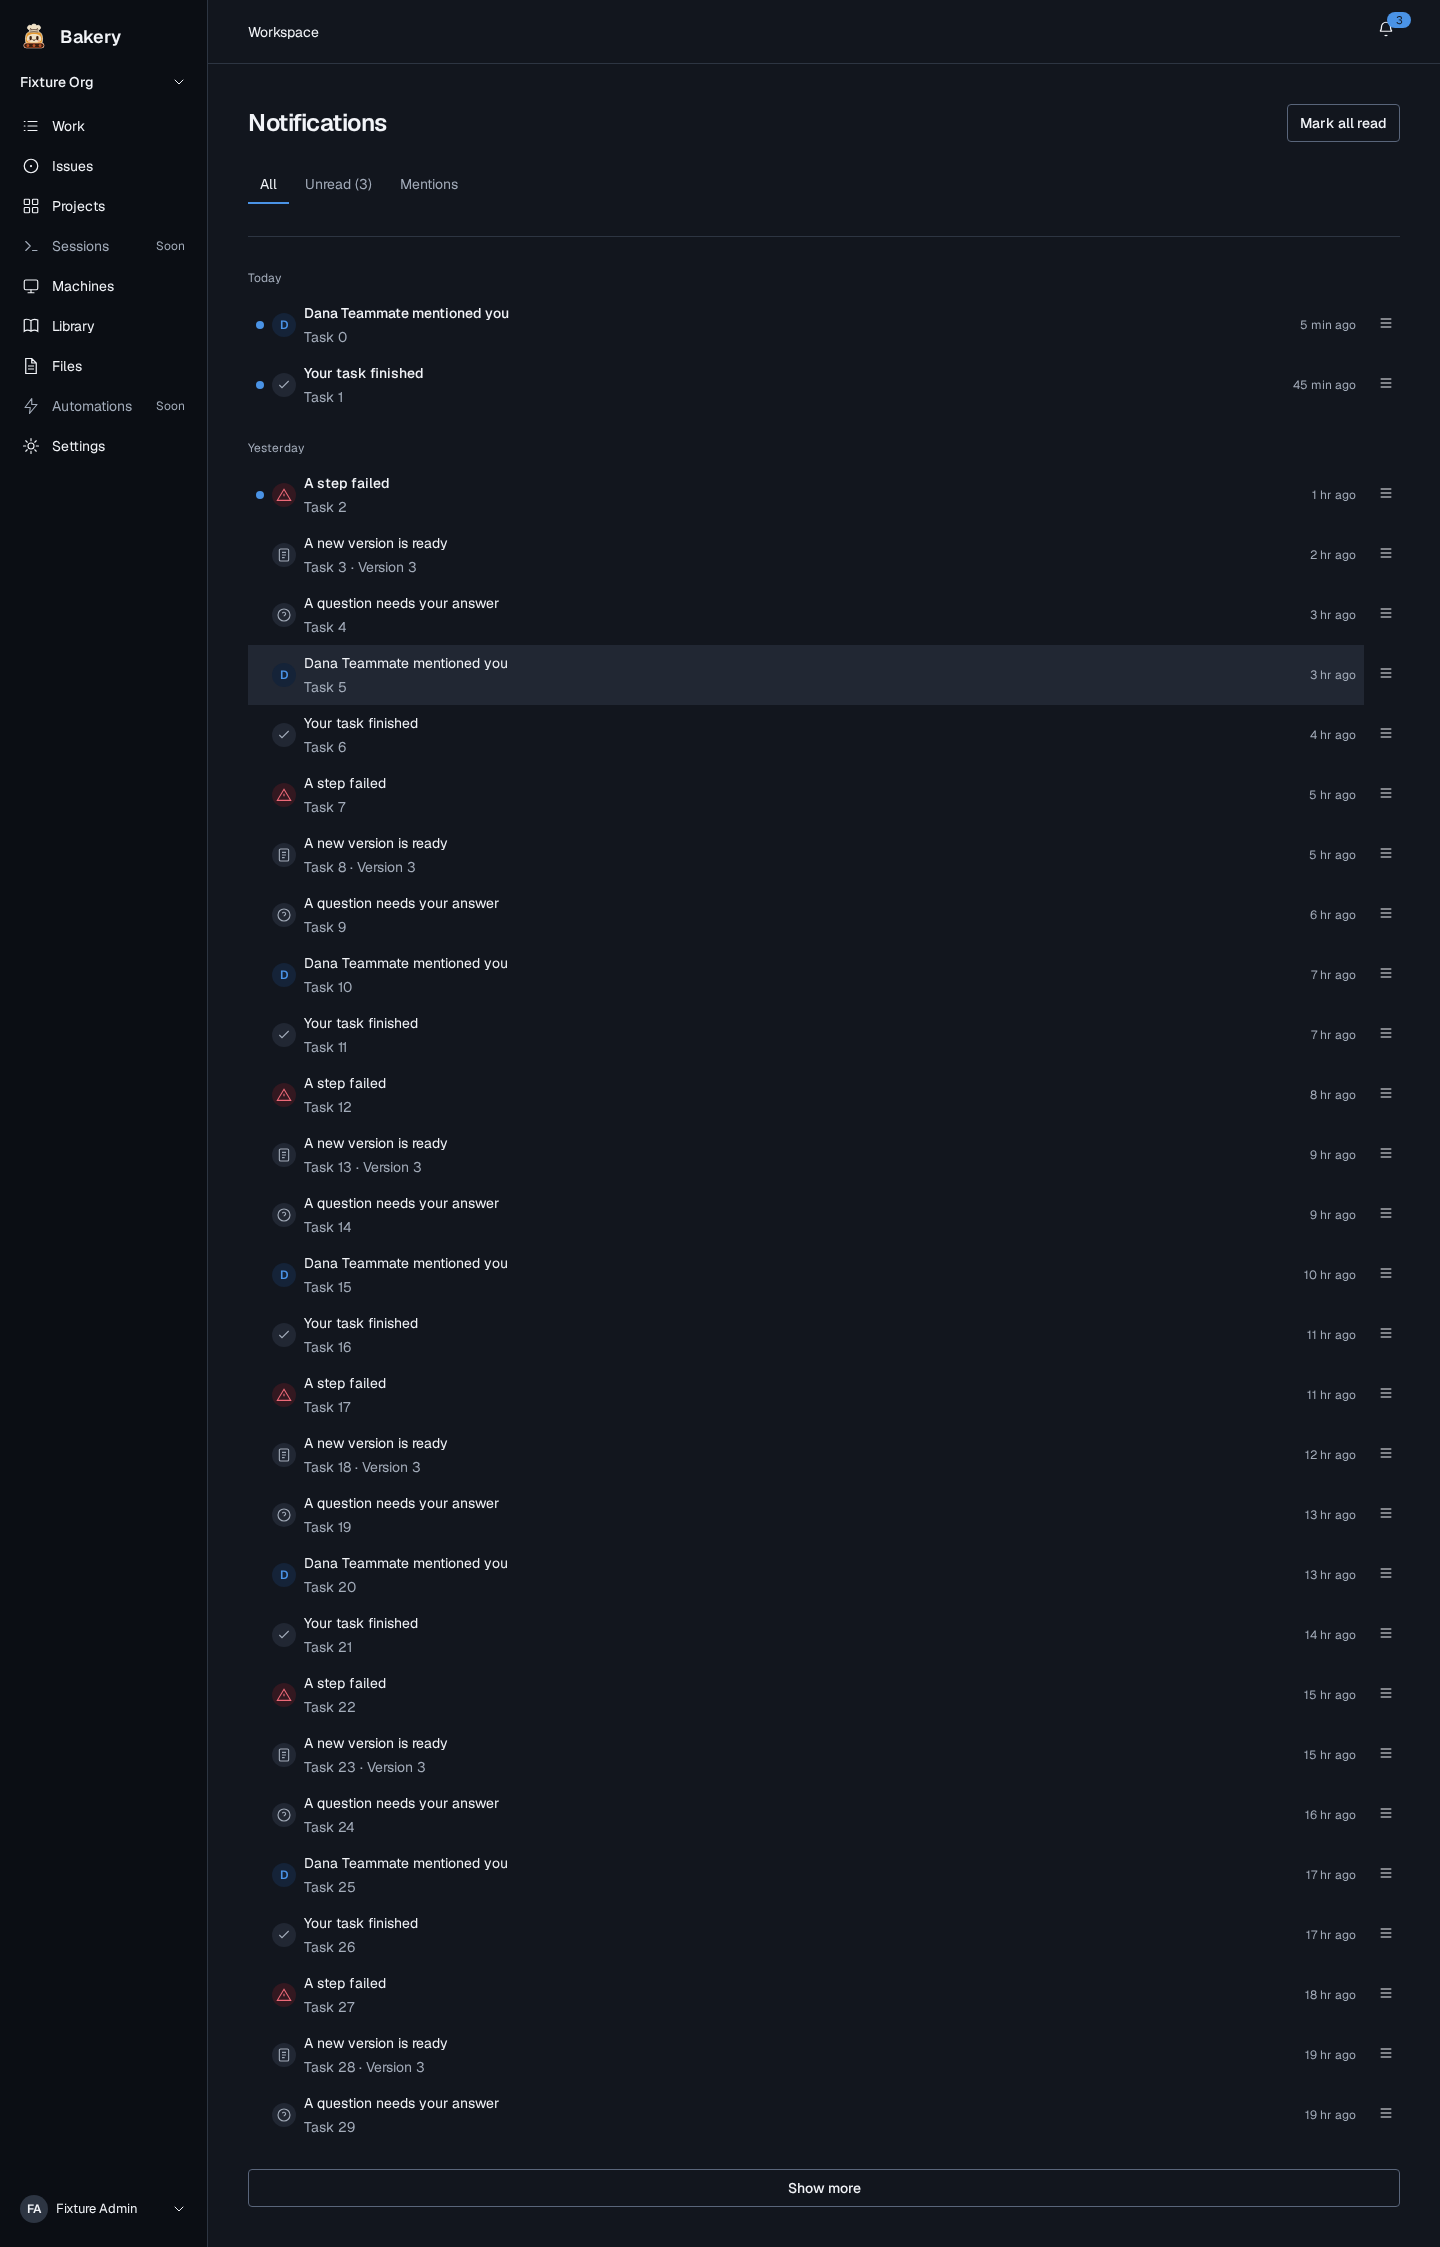 Bakery
Fixture Org
Work
Issues
Projects
Sessions Soon
Machines
Library
Files
Automations Soon
Settings
FA Fixture Admin
Workspace
3
Notifications
Mark all read
All Unread (3) Mentions
Today
D Dana Teammate mentioned you
Task 0
5 min ago
Your task finished
Task 1
45 min ago
Yesterday
A step failed
Task 2
1 hr ago
A new version is ready
Task 3 · Version 3
2 hr ago
A question needs your answer
Task 4
3 hr ago
D Dana Teammate mentioned you
Task 5
3 hr ago
Your task finished
Task 6
4 hr ago
A step failed
Task 7
5 hr ago
A new version is ready
Task 8 · Version 3
5 hr ago
A question needs your answer
Task 9
6 hr ago
D Dana Teammate mentioned you
Task 10
7 hr ago
Your task finished
Task 11
7 hr ago
A step failed
Task 12
8 hr ago
A new version is ready
Task 13 · Version 3
9 hr ago
A question needs your answer
Task 14
9 hr ago
D Dana Teammate mentioned you
Task 15
10 hr ago
Your task finished
Task 16
11 hr ago
A step failed
Task 17
11 hr ago
A new version is ready
Task 18 · Version 3
12 hr ago
A question needs your answer
Task 19
13 hr ago
D Dana Teammate mentioned you
Task 20
13 hr ago
Your task finished
Task 21
14 hr ago
A step failed
Task 22
15 hr ago
A new version is ready
Task 23 · Version 3
15 hr ago
A question needs your answer
Task 24
16 hr ago
D Dana Teammate mentioned you
Task 25
17 hr ago
Your task finished
Task 26
17 hr ago
A step failed
Task 27
18 hr ago
A new version is ready
Task 28 · Version 3
19 hr ago
A question needs your answer
Task 29
19 hr ago
Show more